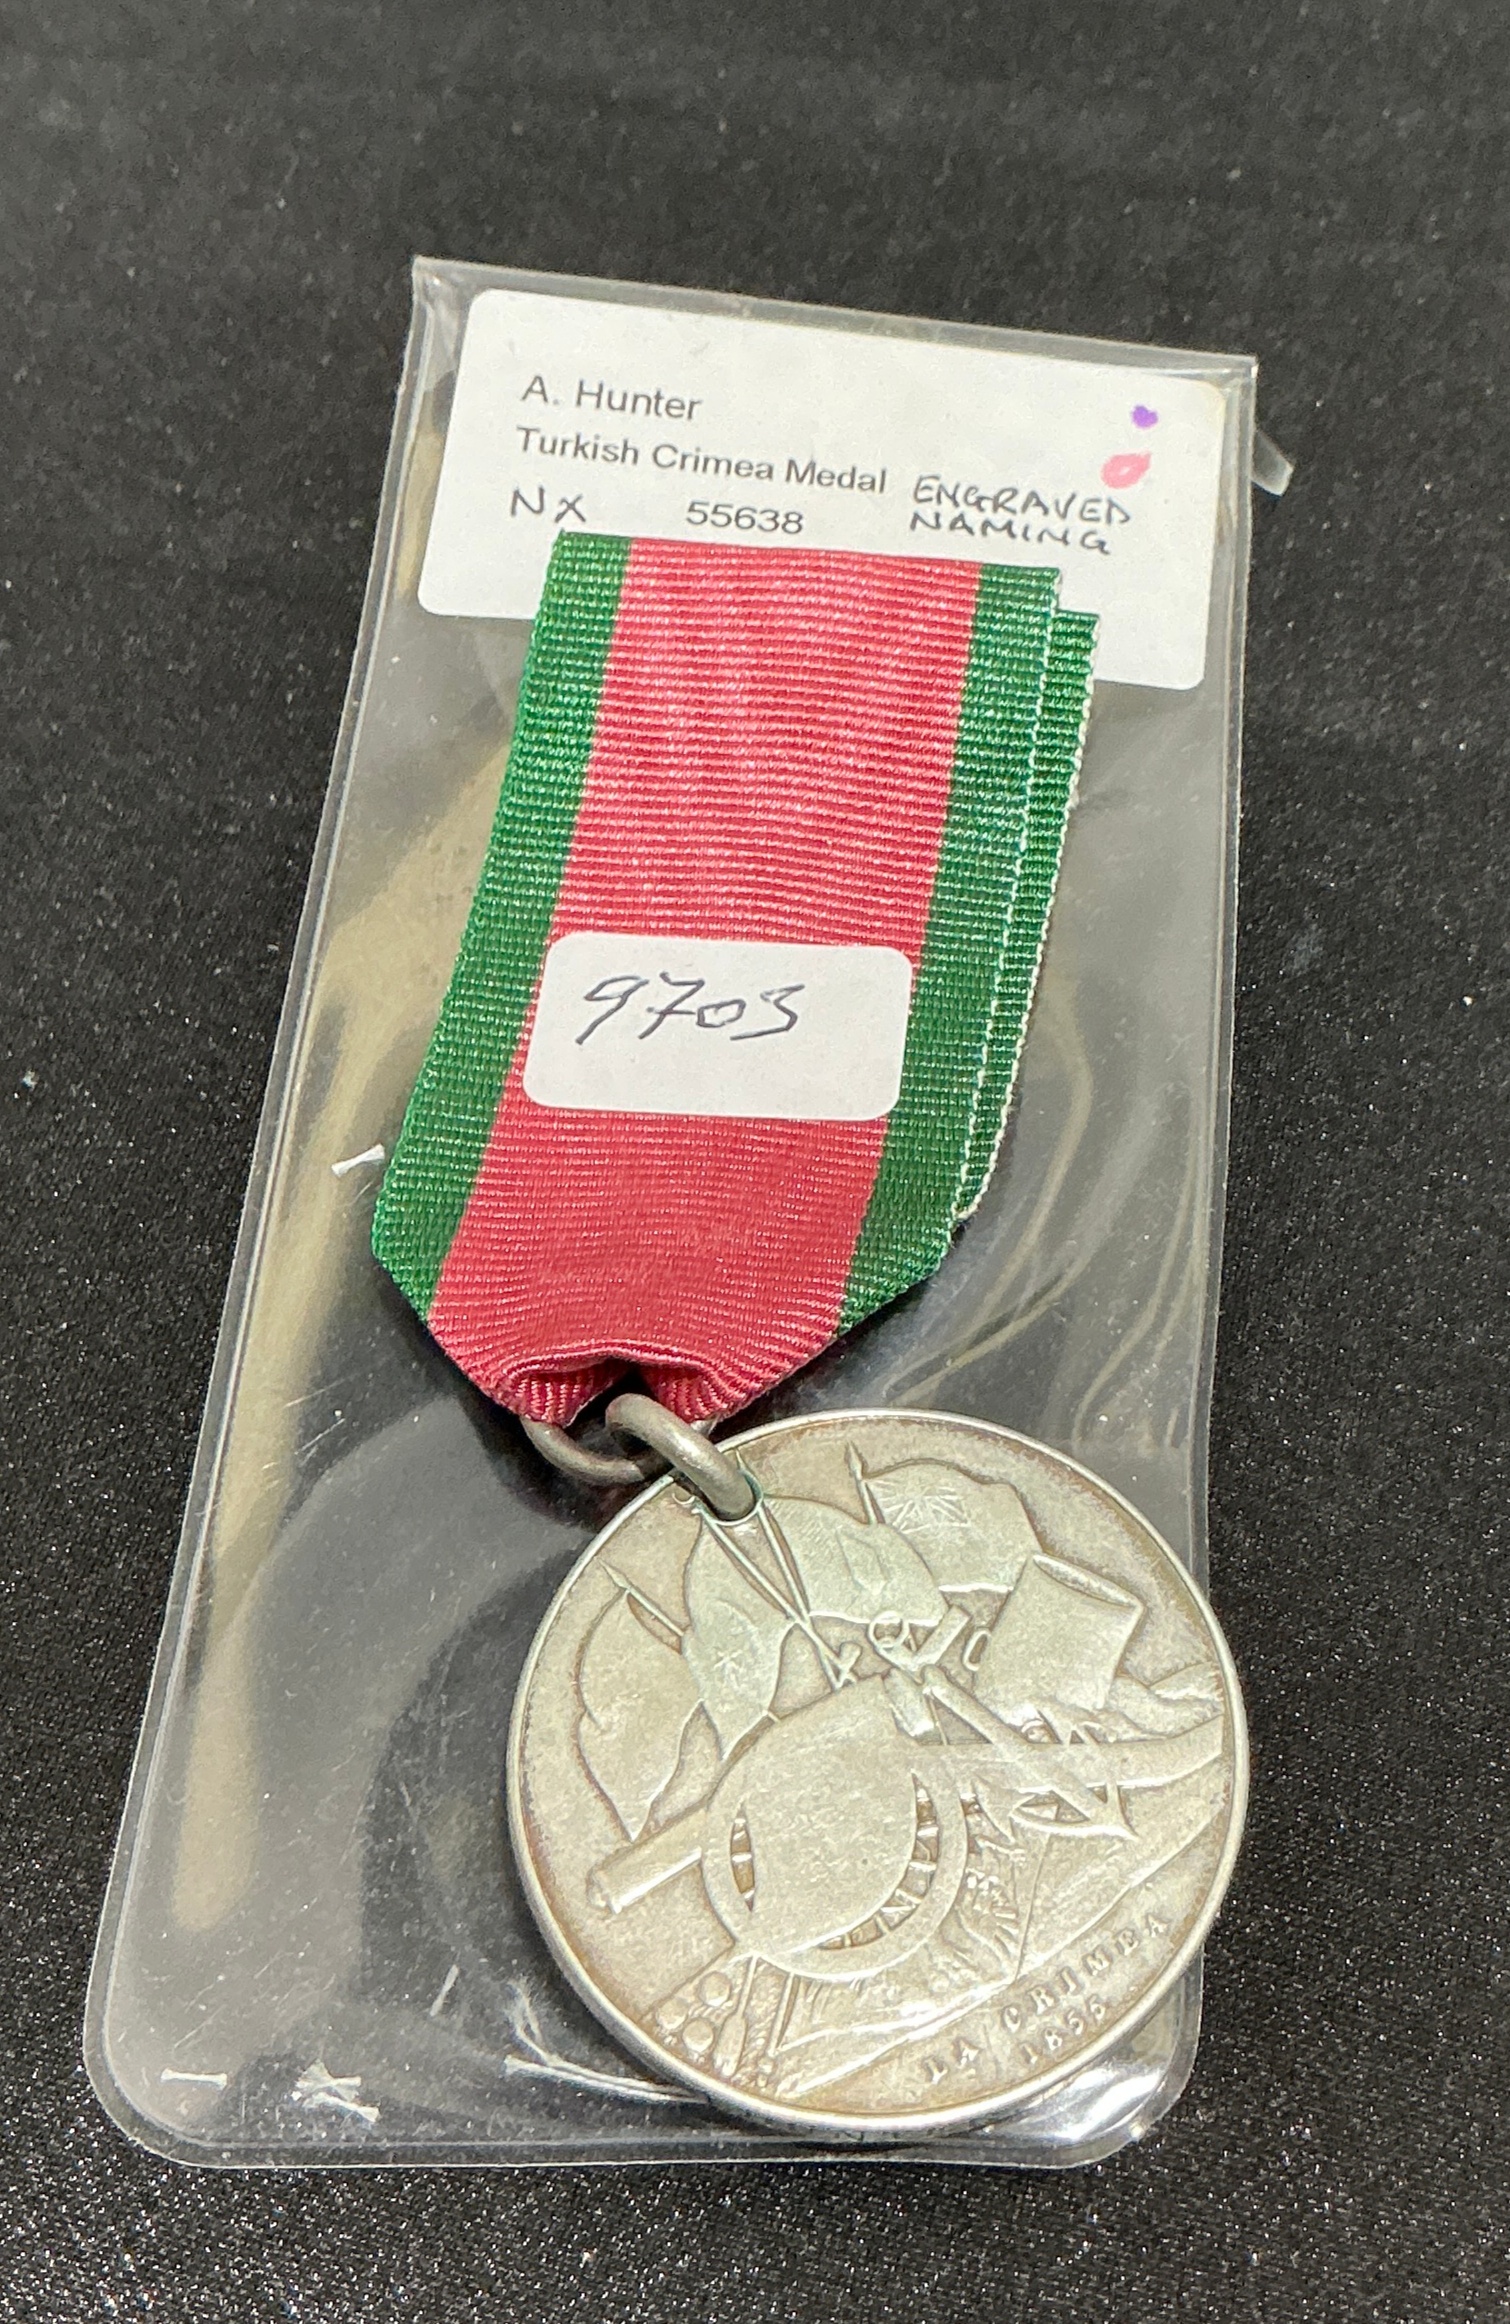 A. Hunter
Turkish Crimea Medal ENGRAVED
NX 55638 NAMING
9703
LA CRIMEA
1855